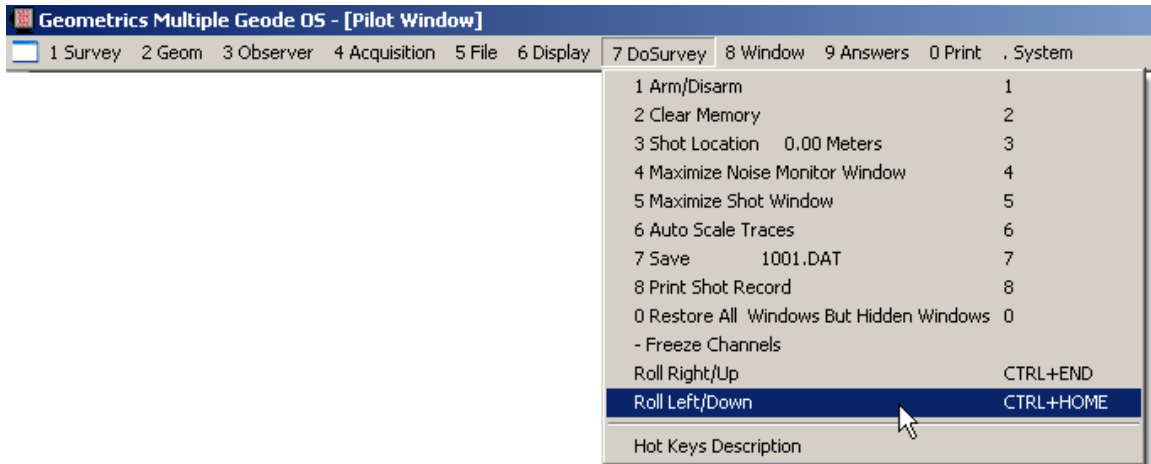 Geometrics Multiple Geode OS - [Pilot Window]
1 Survey 2 Geom 3 Observer 4 Acquisition 5 File 6 Display 7 DoSurvey 8 Window 9 Answers 0 Print . System
1 Arm/Disarm 1
2 Clear Memory 2
3 Shot Location 0.00 Meters 3
4 Maximize Noise Monitor Window 4
5 Maximize Shot Window 5
6 Auto Scale Traces 6
7 Save 1001.DAT 7
8 Print Shot Record 8
0 Restore All Windows But Hidden Windows 0
- Freeze Channels
Roll Right/Up CTRL+END
Roll Left/Down CTRL+HOME
Hot Keys Description